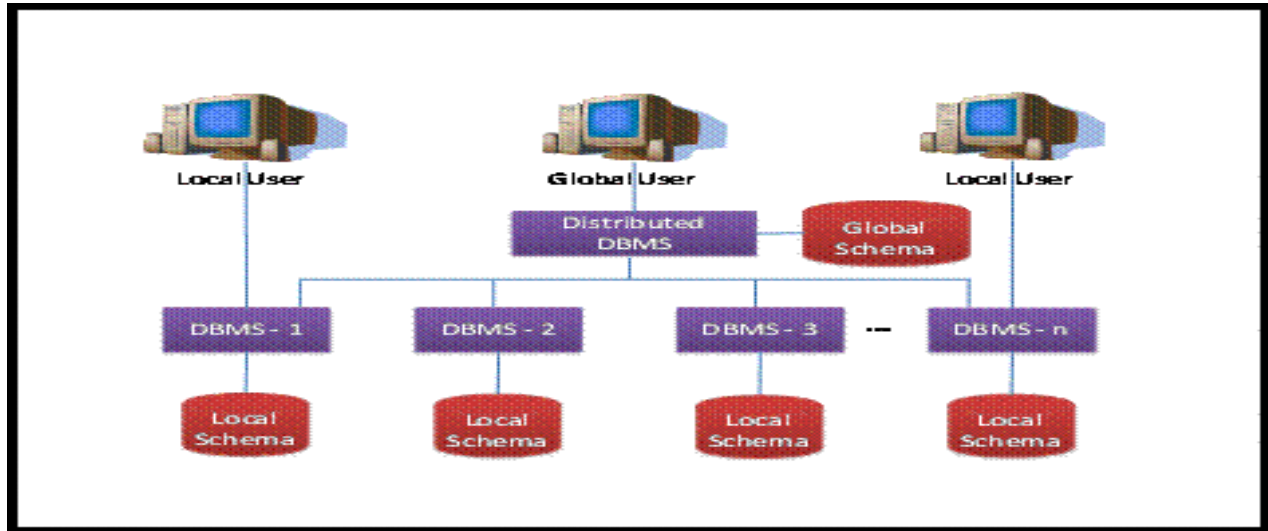 Local User
Global User
Local User
Distributed
DBMS
Global
Schema
DBMS - 1
DBMS - 2
DBMS - 3
...
DBMS - n
Local
Schema
Local
Schema
Local
Schema
Local
Schema